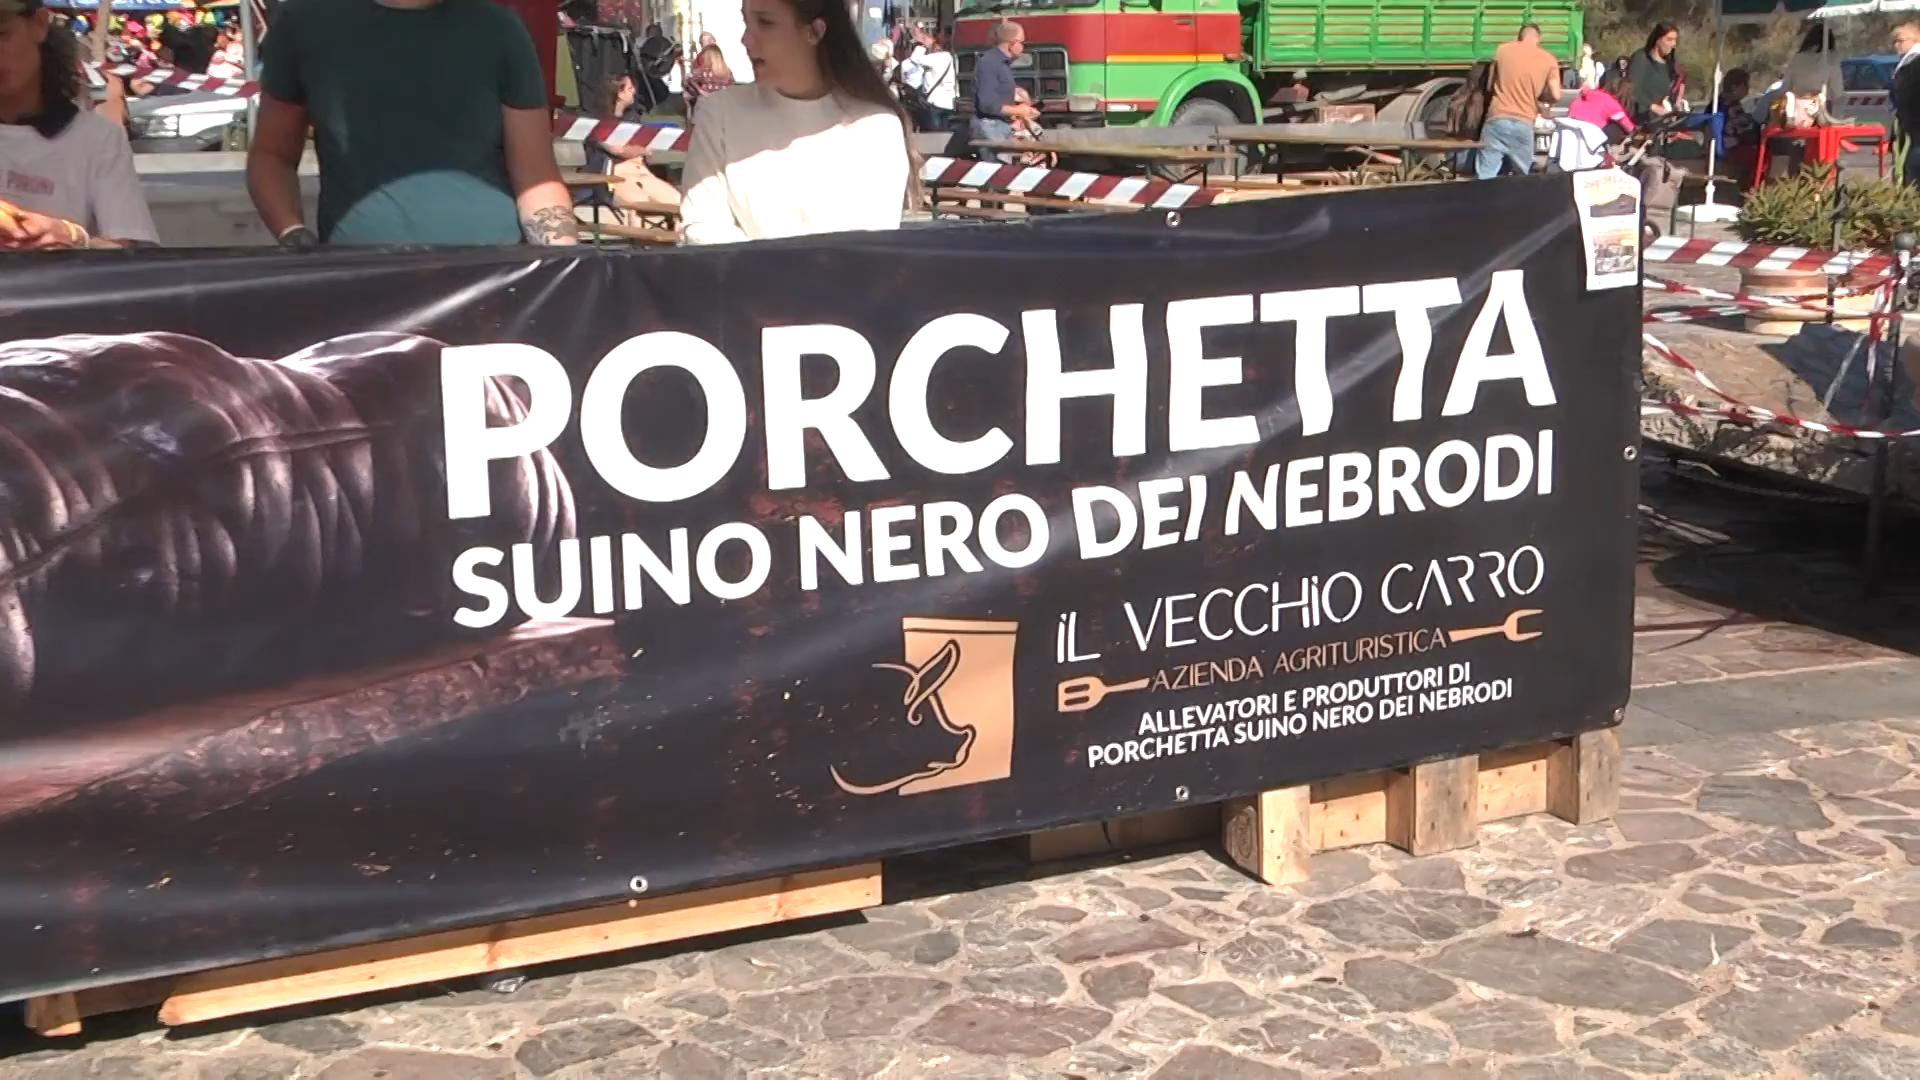 PORCHETTA
SUINO NERO DEI NEBRODI
iL VECCHiO CARRO
AZIENDA AGRITURISTICA
ALLEVATORI E PRODUTTORI DI
PORCHETTA SUINO NERO DEI NEBRODI